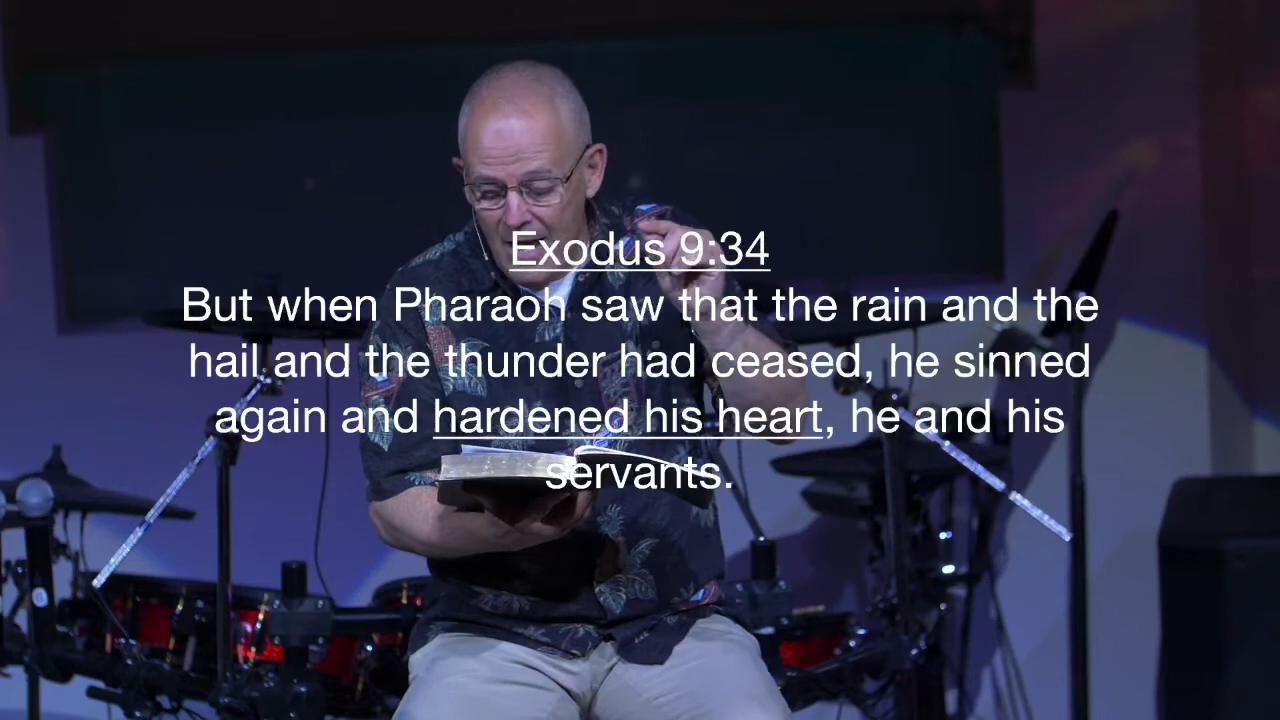 Exodus 9:34
But when Pharaoh saw that the rain and the
hail and the thunder had ceased, he sinned
again and hardened his heart, he and his
servants.